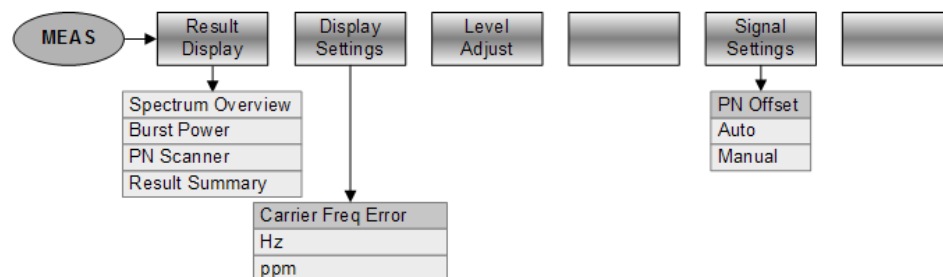 MEAS
Result
Display
Display
Settings
Level
Adjust
Signal
Settings
Spectrum Overview
Burst Power
PN Scanner
Result Summary
Carrier Freq Error
Hz
ppm
PN Offset
Auto
Manual